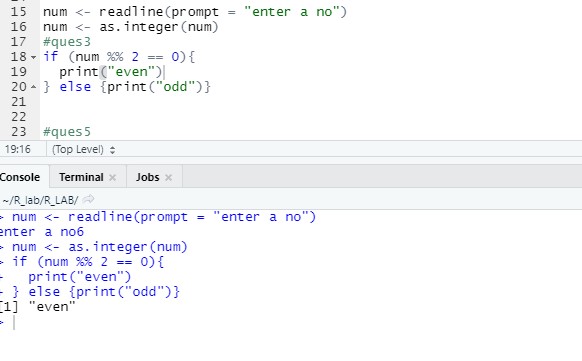 15 num <- readline(prompt = "enter a no")
16 num <- as.integer(num)
17 #ques3
18 if (num %% 2 == 0){
19   print("even")
20 } else {print("odd")}
21
22
23 #ques5
19:16 (Top Level)
Console Terminal Jobs
~/R_lab/R_LAB/
> num <- readline(prompt = "enter a no")
enter a no6
> num <- as.integer(num)
> if (num %% 2 == 0){
+   print("even")
+ } else {print("odd")}
[1] "even"
>